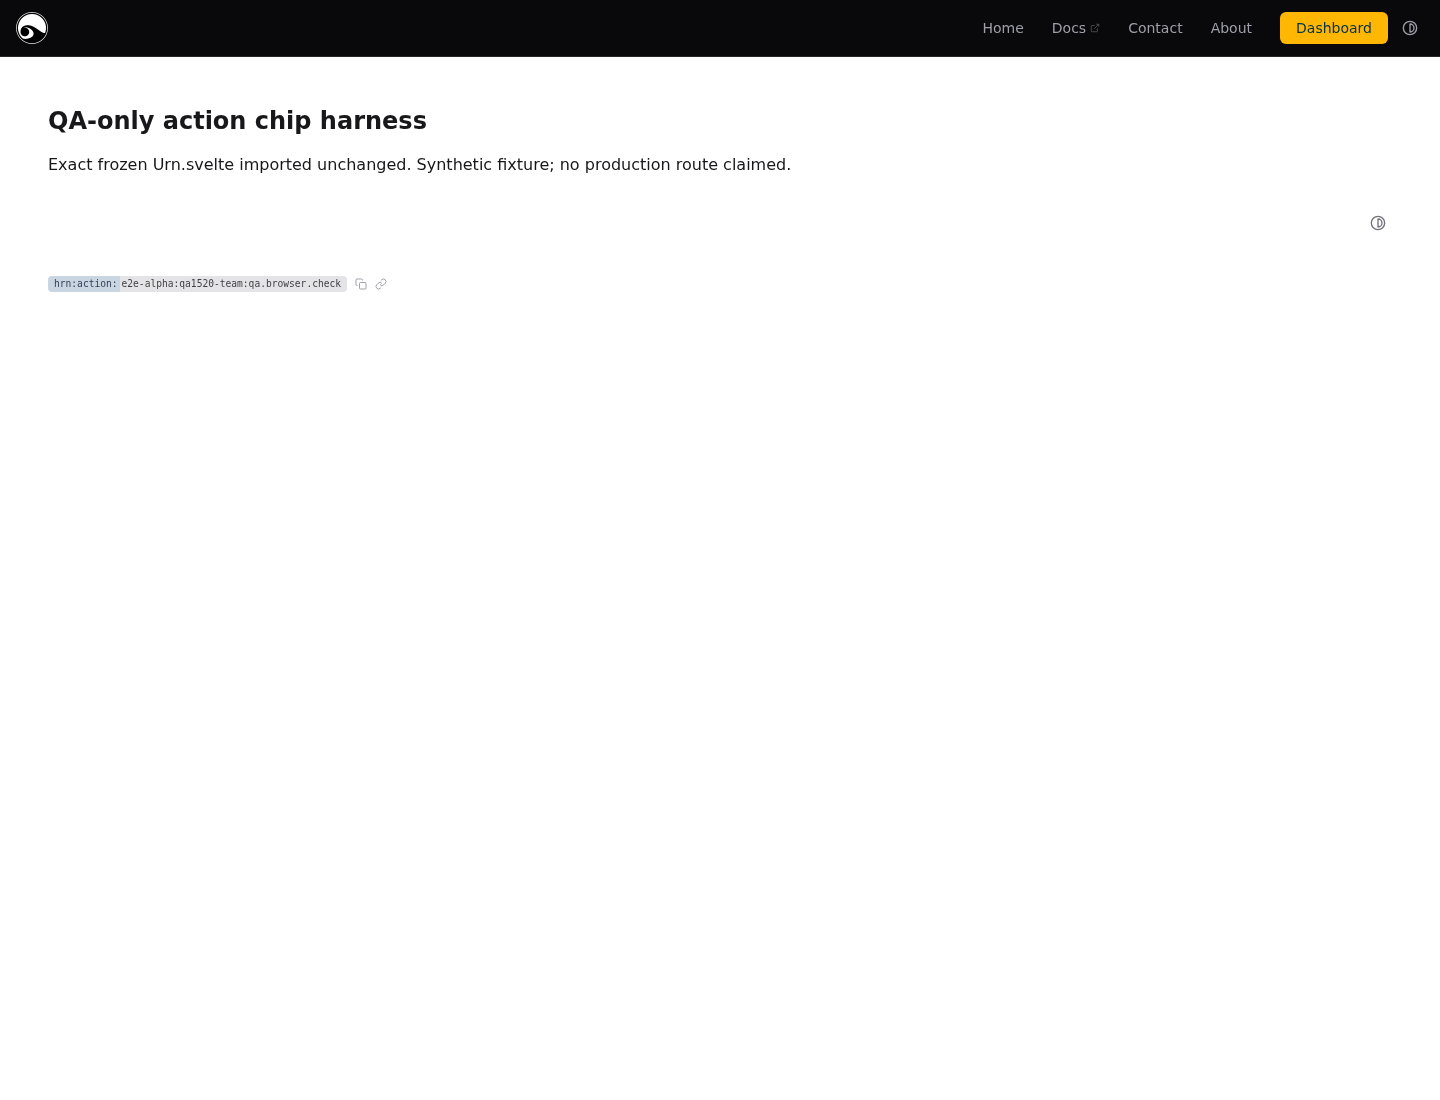 Home Docs Contact About Dashboard
QA-only action chip harness
Exact frozen Urn.svelte imported unchanged. Synthetic fixture; no production route claimed.
hrn:action:e2e-alpha:qa1520-team:qa.browser.check